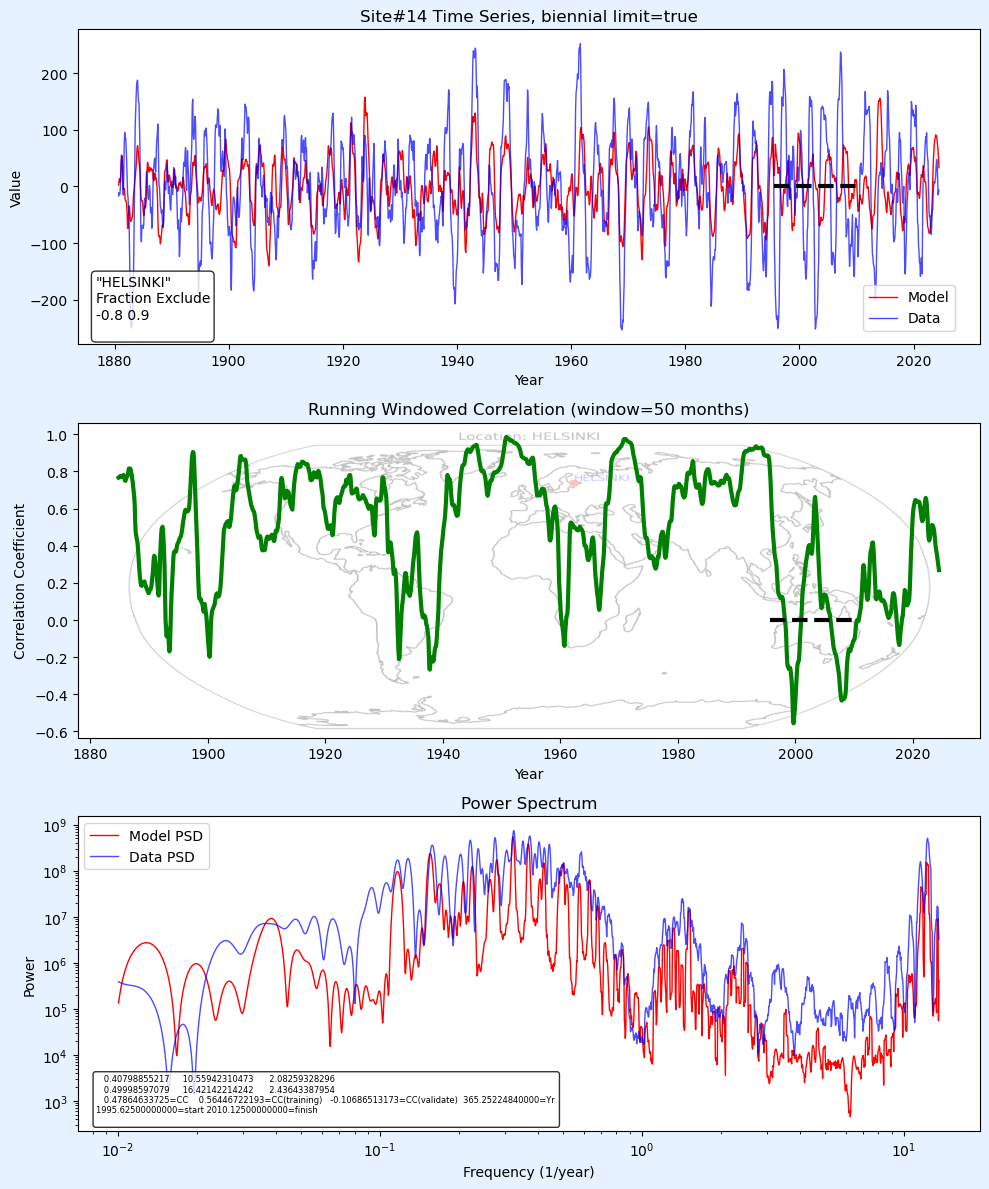 Site#14 Time Series, biennial limit=true
Value
200
100
0
−100
−200
"HELSINKI"
Fraction Exclude
-0.8 0.9
Model
Data
1880 1900 1920 1940 1960 1980 2000 2020
Year
Running Windowed Correlation (window=50 months)
Location: HELSINKI
HELSINKI
Correlation Coefficient
1.0
0.8
0.6
0.4
0.2
0.0
−0.2
−0.4
−0.6
1880 1900 1920 1940 1960 1980 2000 2020
Year
Power Spectrum
Model PSD
Data PSD
Power
10⁹
10⁸
10⁷
10⁶
10⁵
10⁴
10³
0.40798855217 10.55942310473 2.08259328296
0.49998597079 16.42142214242 2.43643387954
0.47864633725=CC 0.56446722193=CC(training) -0.10686513173=CC(validate) 365.25224840000=Yr
1995.62500000000=start 2010.12500000000=finish
10⁻² 10⁻¹ 10⁰ 10¹
Frequency (1/year)